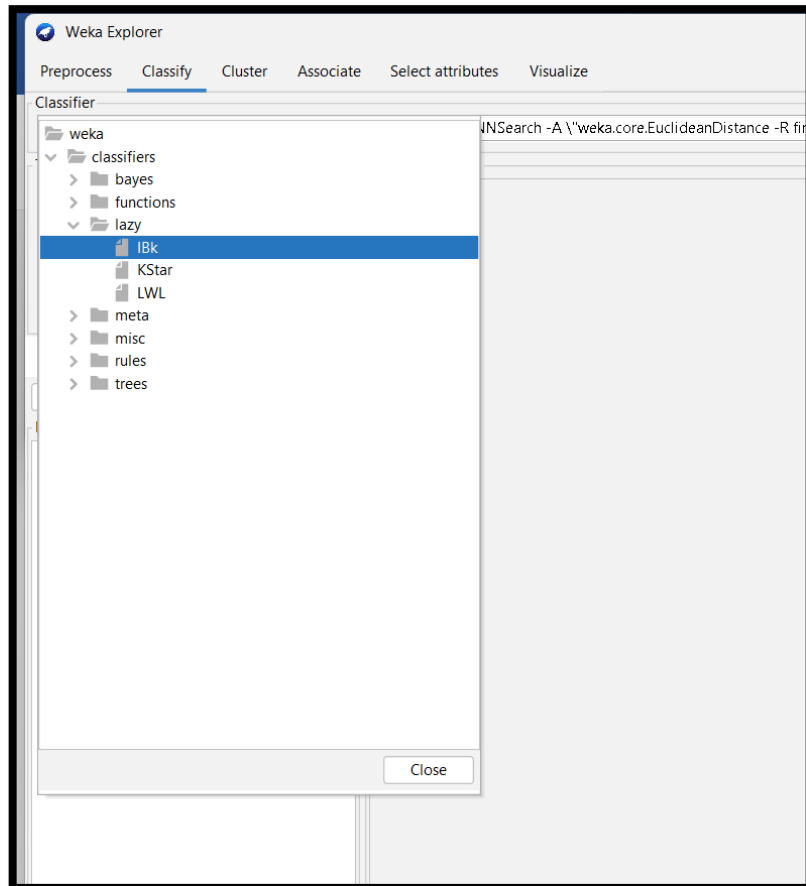 Weka Explorer
Preprocess Classify Cluster Associate Select attributes Visualize
Classifier
weka
NNSearch -A \"weka.core.EuclideanDistance -R fir
classifiers
bayes
functions
lazy
IBk
KStar
LWL
meta
misc
rules
trees
Close